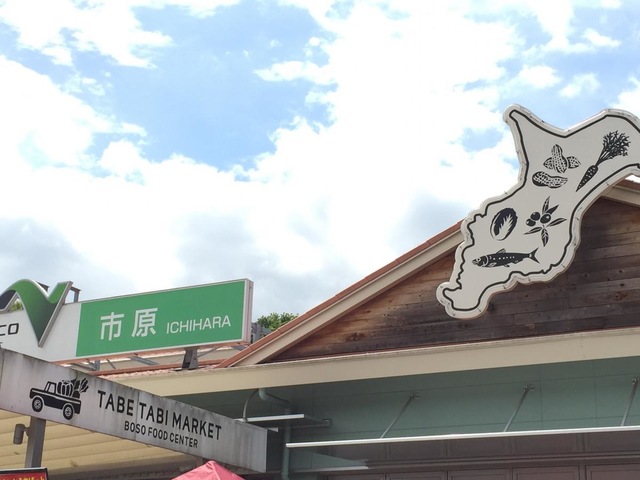 市原 ICHIHARA
TABE TABI MARKET
BOSO FOOD CENTER